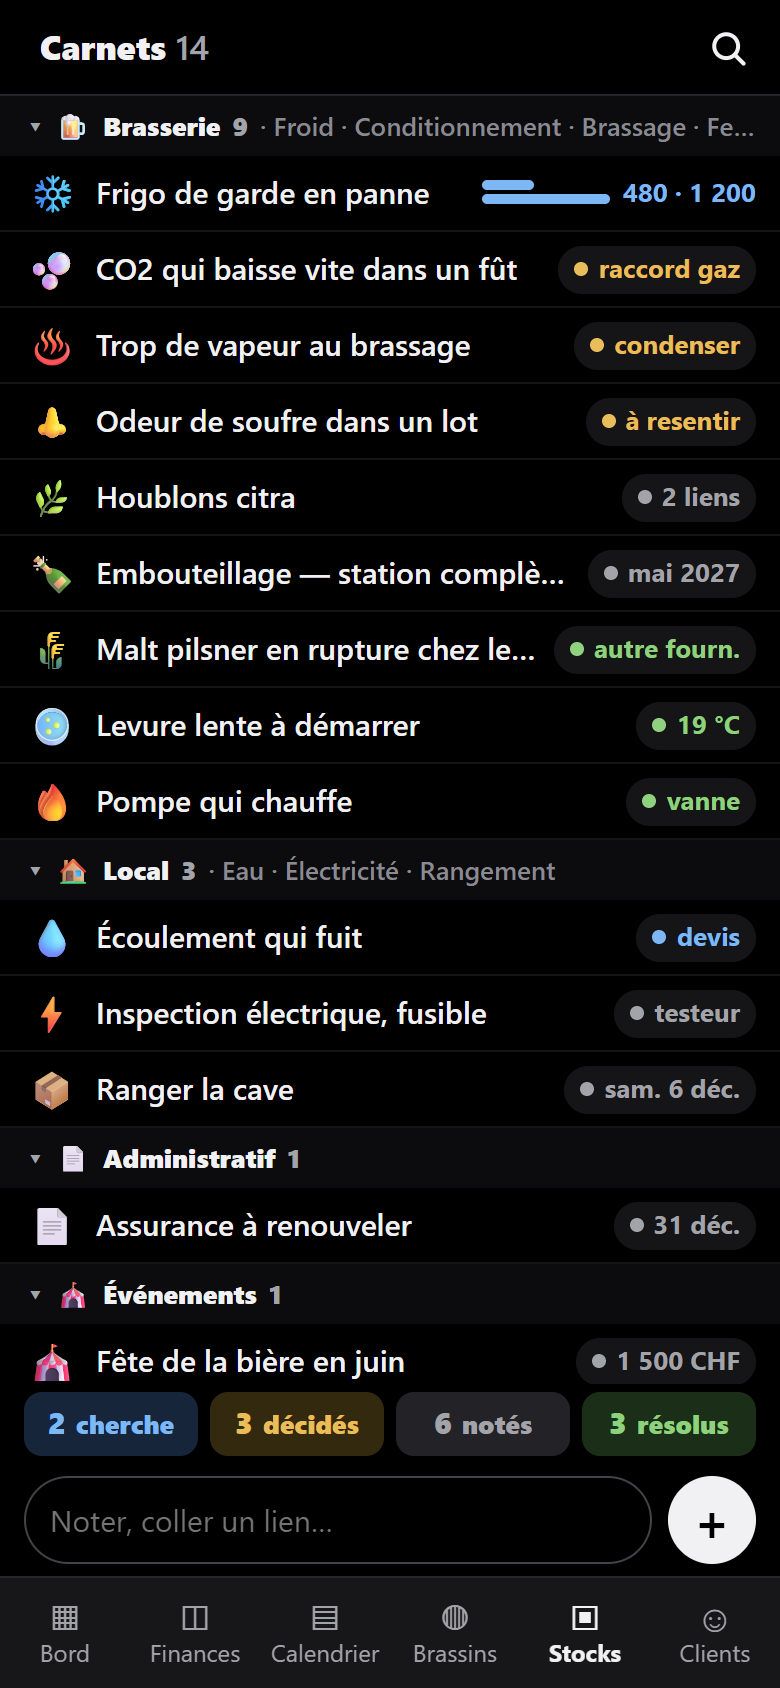 Carnets 14
Brasserie 9 · Froid · Conditionnement · Brassage · Fe…
Frigo de garde en panne 480 · 1 200
CO2 qui baisse vite dans un fût raccord gaz
Trop de vapeur au brassage condenser
Odeur de soufre dans un lot à resentir
Houblons citra 2 liens
Embouteillage — station complè… mai 2027
Malt pilsner en rupture chez le… autre fourn.
Levure lente à démarrer 19 °C
Pompe qui chauffe vanne
Local 3 · Eau · Électricité · Rangement
Écoulement qui fuit devis
Inspection électrique, fusible testeur
Ranger la cave sam. 6 déc.
Administratif 1
Assurance à renouveler 31 déc.
Événements 1
Fête de la bière en juin 1 500 CHF
2 cherche 3 décidés 6 notés 3 résolus
Noter, coller un lien… +
Bord Finances Calendrier Brassins Stocks Clients